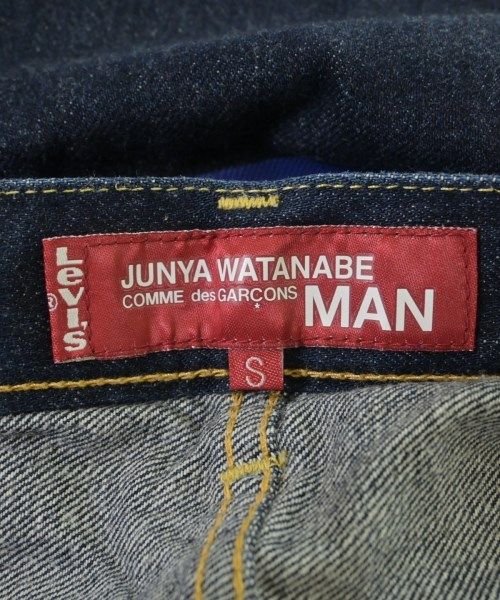 Levi's
®
JUNYA WATANABE
COMME des GARÇONS
*
MAN
S